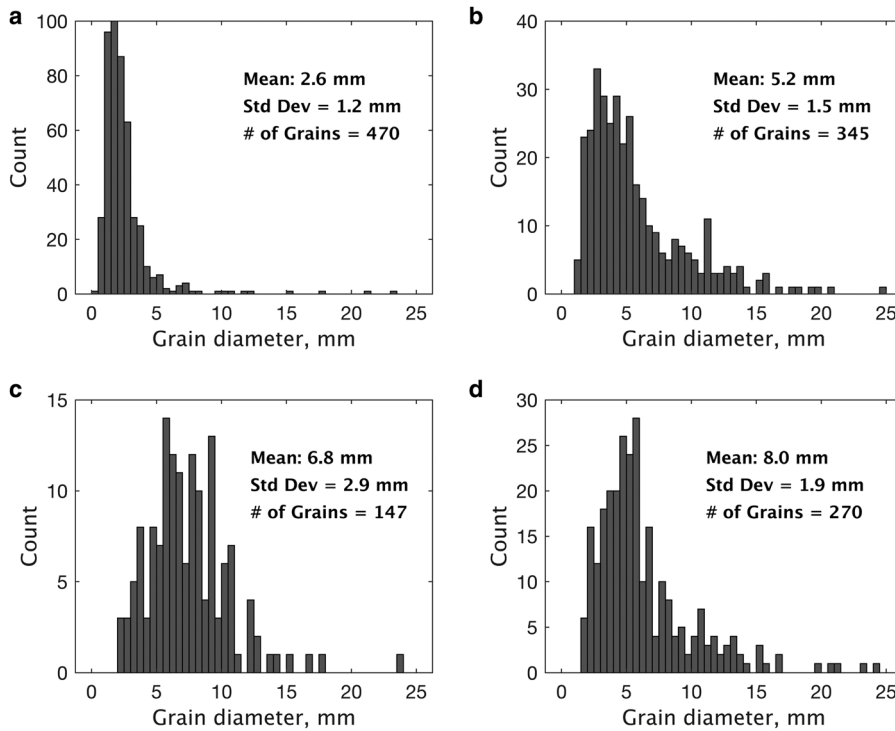 a
100
80
60
40
20
0
Count
Mean: 2.6 mm
Std Dev = 1.2 mm
# of Grains = 470
0 5 10 15 20 25
Grain diameter, mm
b
40
30
20
10
0
Count
Mean: 5.2 mm
Std Dev = 1.5 mm
# of Grains = 345
0 5 10 15 20 25
Grain diameter, mm
c
15
10
5
0
Count
Mean: 6.8 mm
Std Dev = 2.9 mm
# of Grains = 147
0 5 10 15 20 25
Grain diameter, mm
d
30
25
20
15
10
5
0
Count
Mean: 8.0 mm
Std Dev = 1.9 mm
# of Grains = 270
0 5 10 15 20 25
Grain diameter, mm